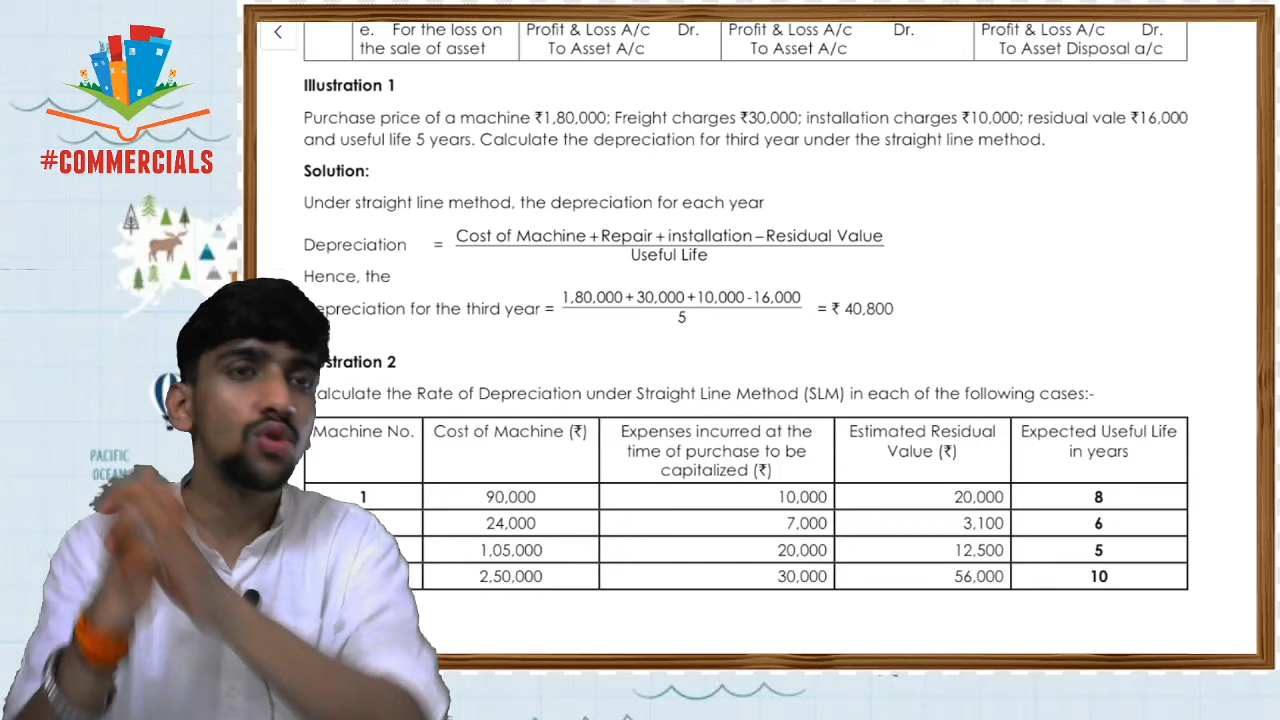 e. For the loss on Profit & Loss A/c Dr. Profit & Loss A/c Dr. Profit & Loss A/c Dr.
the sale of asset To Asset A/c To Asset A/c To Asset Disposal a/c
Illustration 1
Purchase price of a machine ₹1,80,000; Freight charges ₹30,000; installation charges ₹10,000; residual vale ₹16,000
and useful life 5 years. Calculate the depreciation for third year under the straight line method.
#COMMERCIALS
Solution:
Under straight line method, the depreciation for each year
Depreciation = Cost of Machine + Repair + installation – Residual Value
Useful Life
Hence, the
epreciation for the third year = 1,80,000 + 30,000 + 10,000 - 16,000 = ₹ 40,800
5
stration 2
alculate the Rate of Depreciation under Straight Line Method (SLM) in each of the following cases:-
Machine No. Cost of Machine (₹) Expenses incurred at the Estimated Residual Expected Useful Life
time of purchase to be Value (₹) in years
capitalized (₹)
PACIFIC
OCEAN
1 90,000 10,000 20,000 8
24,000 7,000 3,100 6
1,05,000 20,000 12,500 5
2,50,000 30,000 56,000 10